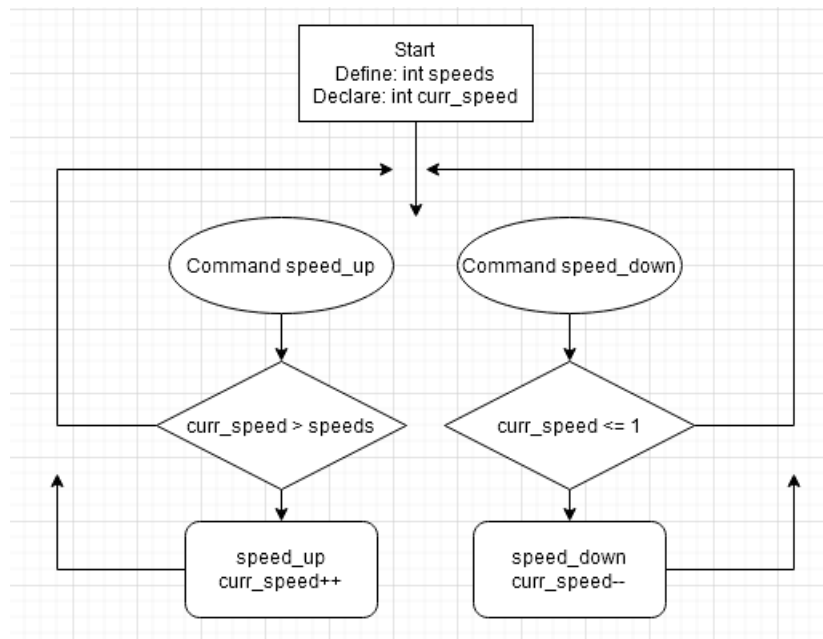 Start
Define: int speeds
Declare: int curr_speed
Command speed_up
Command speed_down
curr_speed > speeds
curr_speed <= 1
speed_up
curr_speed++
speed_down
curr_speed--